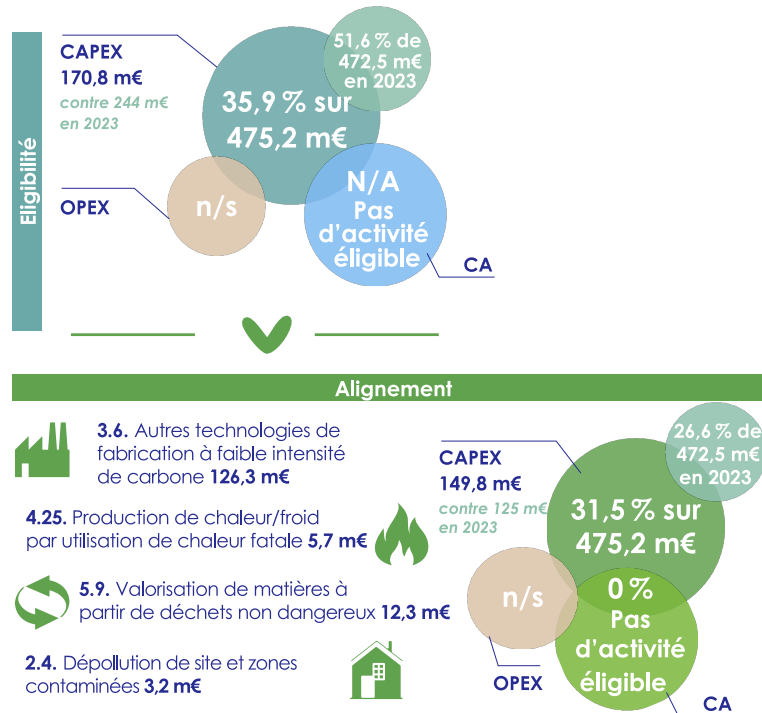 Eligibilité
CAPEX
170,8 m€
contre 244 m€
en 2023
51,6 % de
472,5 m€
en 2023
35,9 % sur
475,2 m€
OPEX
n/s
N/A
Pas
d’activité
éligible
CA
Alignement
3.6. Autres technologies de
fabrication à faible intensité
de carbone 126,3 m€
4.25. Production de chaleur/froid
par utilisation de chaleur fatale 5,7 m€
5.9. Valorisation de matières à
partir de déchets non dangereux 12,3 m€
2.4. Dépollution de site et zones
contaminées 3,2 m€
CAPEX
149,8 m€
contre 125 m€
en 2023
26,6 % de
472,5 m€
en 2023
31,5 % sur
475,2 m€
n/s
OPEX
0 %
Pas
d’activité
éligible
CA